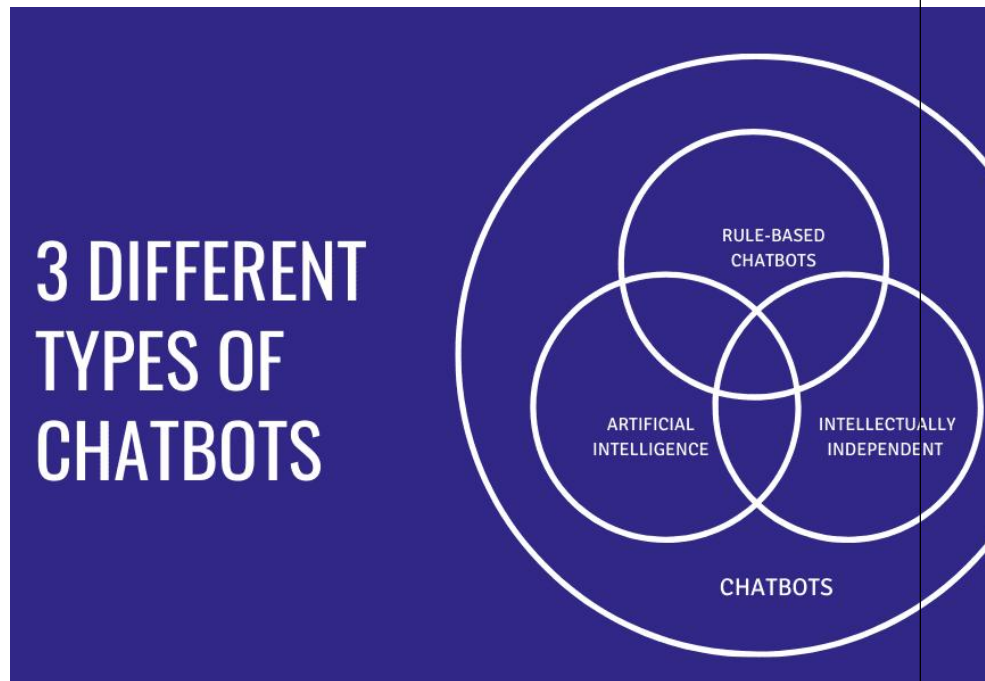 3 DIFFERENT
TYPES OF
CHATBOTS
RULE-BASED
CHATBOTS
ARTIFICIAL
INTELLIGENCE
INTELLECTUALLY
INDEPENDENT
CHATBOTS